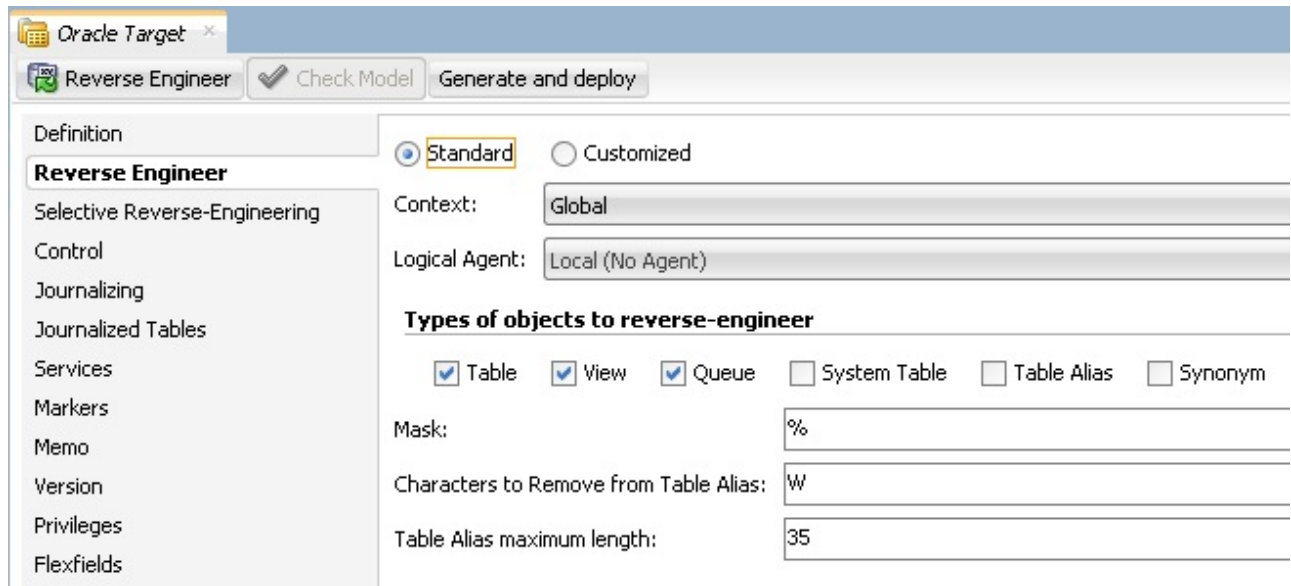 Oracle Target
Reverse Engineer Check Model Generate and deploy
Definition
Reverse Engineer
Selective Reverse-Engineering
Control
Journalizing
Journalized Tables
Services
Markers
Memo
Version
Privileges
Flexfields
Standard Customized
Context: Global
Logical Agent: Local (No Agent)
Types of objects to reverse-engineer
Table View Queue System Table Table Alias Synonym
Mask: %
Characters to Remove from Table Alias: W
Table Alias maximum length: 35